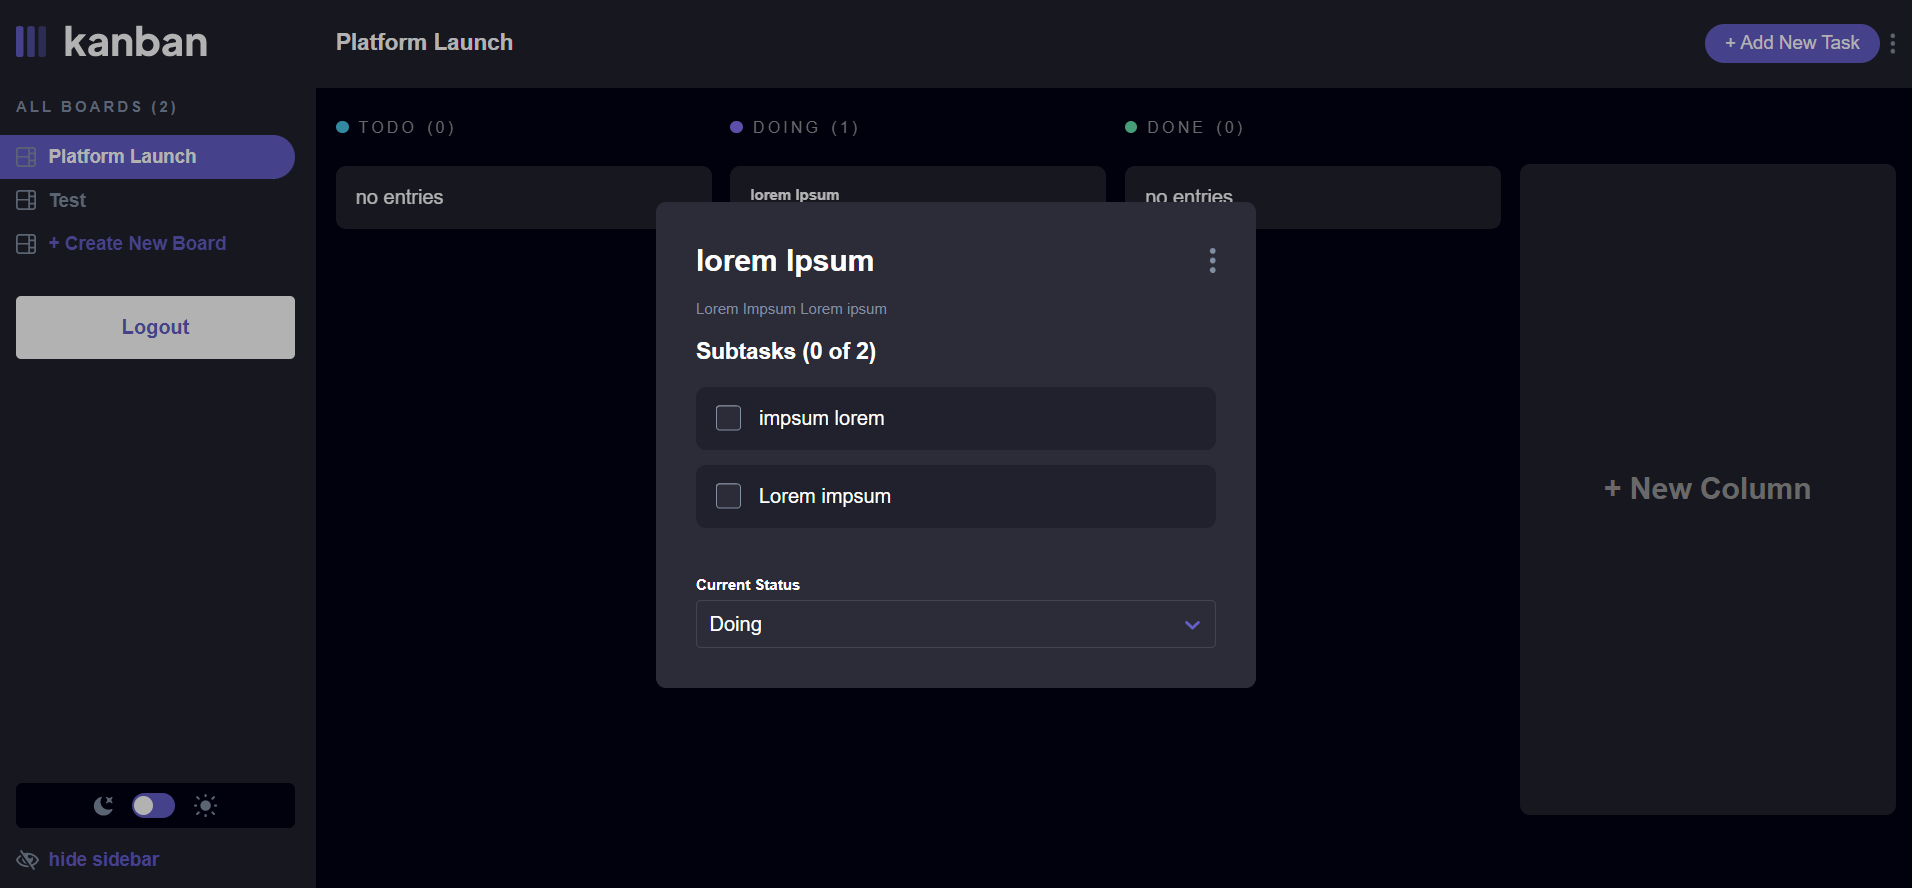 kanban
Platform Launch
+ Add New Task
ALL BOARDS (2)
Platform Launch
Test
+ Create New Board
Logout
TODO (0)
DOING (1)
DONE (0)
no entries
lorem Ipsum
no entries
lorem Ipsum
Lorem Impsum Lorem ipsum
Subtasks (0 of 2)
impsum lorem
Lorem impsum
Current Status
Doing
+ New Column
hide sidebar